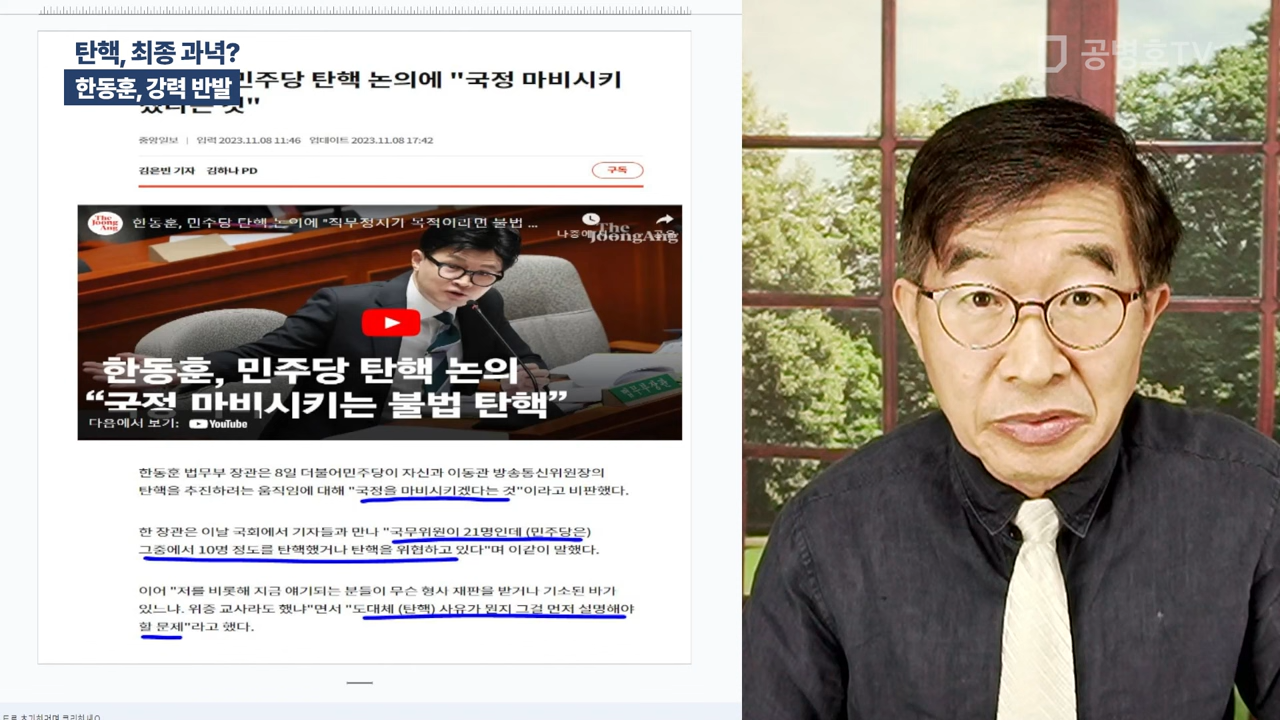 탄핵, 최종 과녁?
한동훈, 강력 반발
민주당 탄핵 논의에 "국정 마비시키
것"
中央일보 | 입력 2023.11.08 11:46 업데이트 2023.11.08 17:42
김은빈 기자 김하나 PD
구독
The JoongAng
한동훈, 민주당 탄핵 논의에 "직무정지가 목적이라면 불법 ...
The JoongAng
한동훈, 민주당 탄핵 논의
“국정 마비시키는 불법 탄핵”
다음에서 보기: YouTube
법무부장관
한동훈 법무부 장관은 8일 더불어민주당이 자신과 이동관 방송통신위원장의
탄핵을 추진하려는 움직임에 대해 "국정을 마비시키겠다는 것"이라고 비판했다.
한 장관은 이날 국회에서 기자들과 만나 "국무위원이 21명인데 (민주당은)
그중에서 10명 정도를 탄핵했거나 탄핵을 위협하고 있다"며 이같이 말했다.
이어 "저를 비롯해 지금 얘기되는 분들이 무슨 형사 재판을 받거나 기소된 바가
있느냐. 위증 교사라도 했냐"면서 "도대체 (탄핵) 사유가 뭔지 그걸 먼저 설명해야
할 문제"라고 했다.
공병호TV